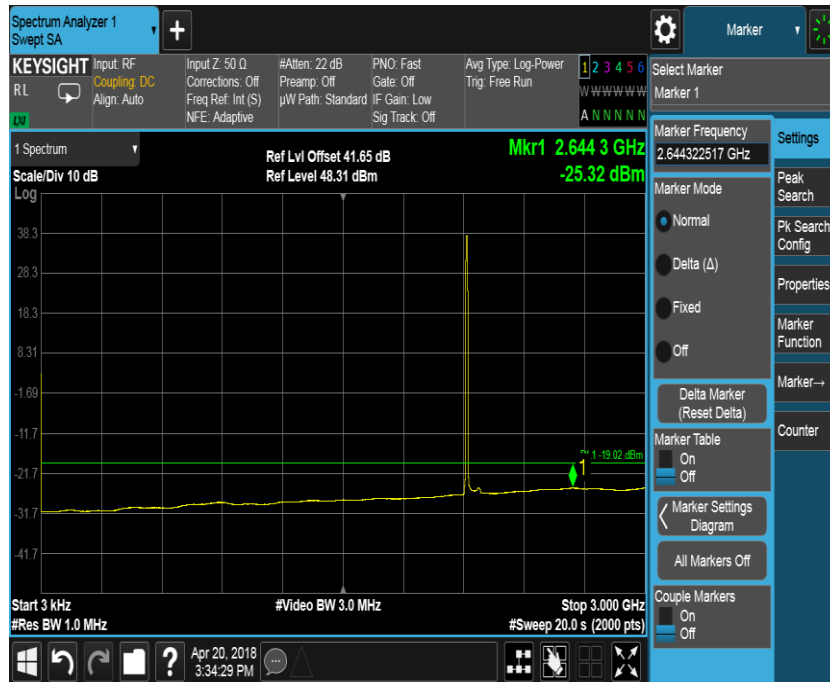 Spectrum Analyzer 1
Swept SA
+
Marker
KEYSIGHT
RL
LXI
Input: RF
Coupling: DC
Align: Auto
Input Z: 50 Ω
Corrections: Off
Freq Ref: Int (S)
NFE: Adaptive
#Atten: 22 dB
Preamp: Off
µW Path: Standard
PNO: Fast
Gate: Off
IF Gain: Low
Sig Track: Off
Avg Type: Log-Power
Trig: Free Run
1 2 3 4 5 6
W W W W W W
A N N N N N
Select Marker
Marker 1
1 Spectrum
Scale/Div 10 dB
Log
Ref Lvl Offset 41.65 dB
Ref Level 48.31 dBm
Mkr1 2.644 3 GHz
-25.32 dBm
38.3
28.3
18.3
8.31
-1.69
-11.7
-21.7
-31.7
-41.7
1 -19.02 dBm
1
Start 3 kHz
#Res BW 1.0 MHz
#Video BW 3.0 MHz
Stop 3.000 GHz
#Sweep 20.0 s (2000 pts)
Marker Frequency
2.644322517 GHz
Marker Mode
Normal
Delta (Δ)
Fixed
Off
Delta Marker
(Reset Delta)
Marker Table
On
Off
Marker Settings
Diagram
All Markers Off
Couple Markers
On
Off
Settings
Peak
Search
Pk Search
Config
Properties
Marker
Function
Marker→
Counter
?
Apr 20, 2018
3:34:29 PM